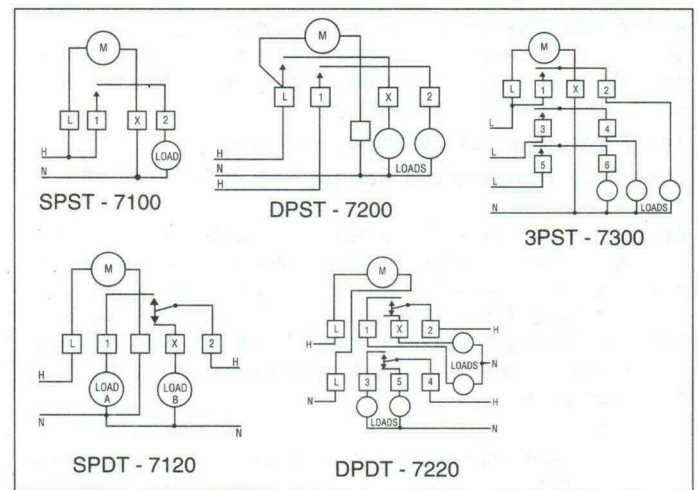 M
L 1 X 2
H
LOAD
N
SPST - 7100
M
L 1 X 2
H
N
LOADS
H
DPST - 7200
M
L 1 X 2
L
3 4
L
5 6
L
LOADS
N
3PST - 7300
M
L 1 X 2
H
H
LOAD A
LOAD B
N
N
SPDT - 7120
M
L 1 X 2
H
H
LOADS
N
L 3 5 4
N
H
LOADS
N
DPDT - 7220